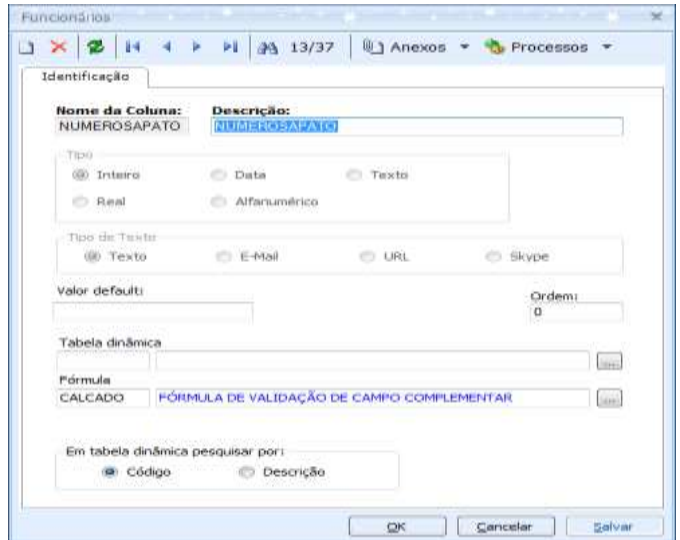 Funcionários
13/37 Anexos Processos
Identificação
Nome da Coluna: Descrição:
NUMEROSAPATO NUMEROSAPATO
Tipo
Inteiro Data Texto
Real Alfanumérico
Tipo de Texto
Texto E-Mail URL Skype
Valor default: Ordem:
0
Tabela dinâmica
...
Fórmula
CALCADO FÓRMULA DE VALIDAÇÃO DE CAMPO COMPLEMENTAR ...
Em tabela dinâmica pesquisar por:
Código Descrição
OK Cancelar Salvar